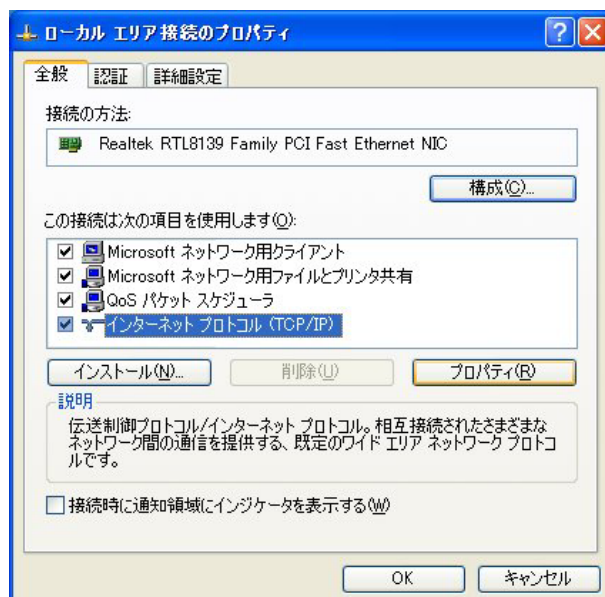 ローカル エリア接続のプロパティ
全般 認証 詳細設定
接続の方法:
Realtek RTL8139 Family PCI Fast Ethernet NIC
構成(C)...
この接続は次の項目を使用します(O):
Microsoft ネットワーク用クライアント
Microsoft ネットワーク用ファイルとプリンタ共有
QoS パケット スケジューラ
インターネット プロトコル (TCP/IP)
インストール(N)... 削除(U) プロパティ(R)
説明
伝送制御プロトコル/インターネット プロトコル。相互接続されたさまざまな
ネットワーク間の通信を提供する、既定のワイド エリア ネットワーク プロトコ
ルです。
接続時に通知領域にインジケータを表示する(W)
OK キャンセル